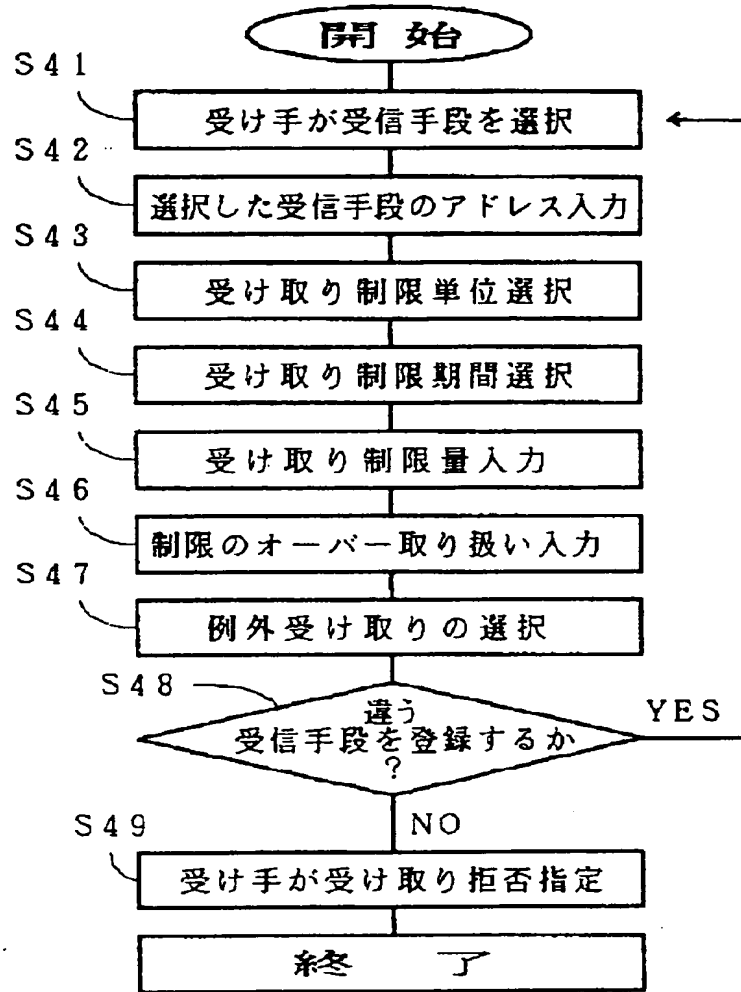 開始
S41
受け手が受信手段を選択
S42
選択した受信手段のアドレス入力
S43
受け取り制限単位選択
S44
受け取り制限期間選択
S45
受け取り制限量入力
S46
制限のオーバー取り扱い入力
S47
例外受け取りの選択
S48
違う
受信手段を登録するか
?
YES
NO
S49
受け手が受け取り拒否指定
終了